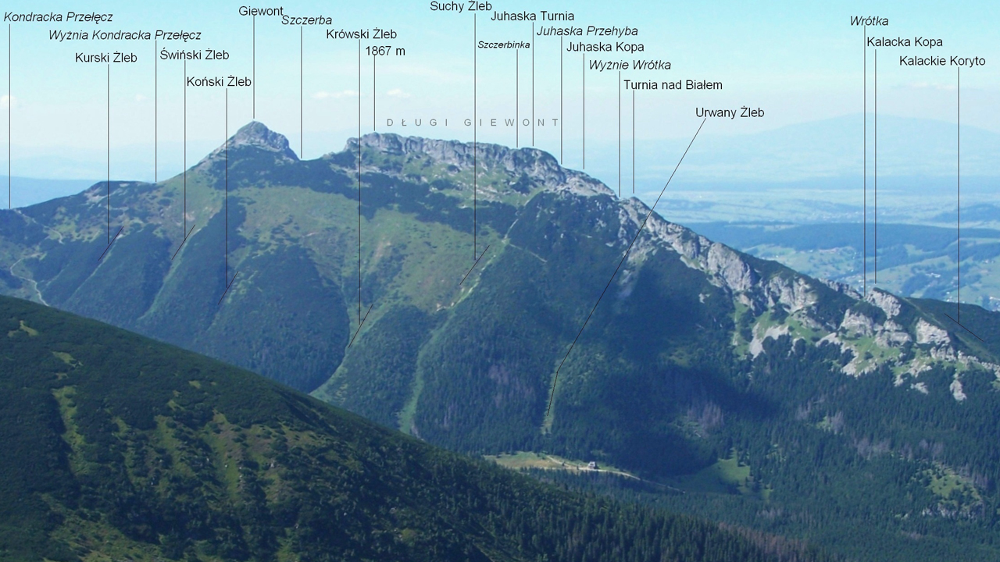 Kondracka Przełęcz
Wyżnia Kondracka Przełęcz
Kurski Żleb
Świński Żleb
Koński Żleb
Giewont
Szczerba
Krówski Żleb
1867 m
DŁUGI GIEWONT
Suchy Żleb
Juhaska Turnia
Szczerbinka
Juhaska Przehyba
Juhaska Kopa
Wyżnie Wrótka
Turnia nad Białem
Urwany Żleb
Wrótka
Kalacka Kopa
Kalackie Koryto